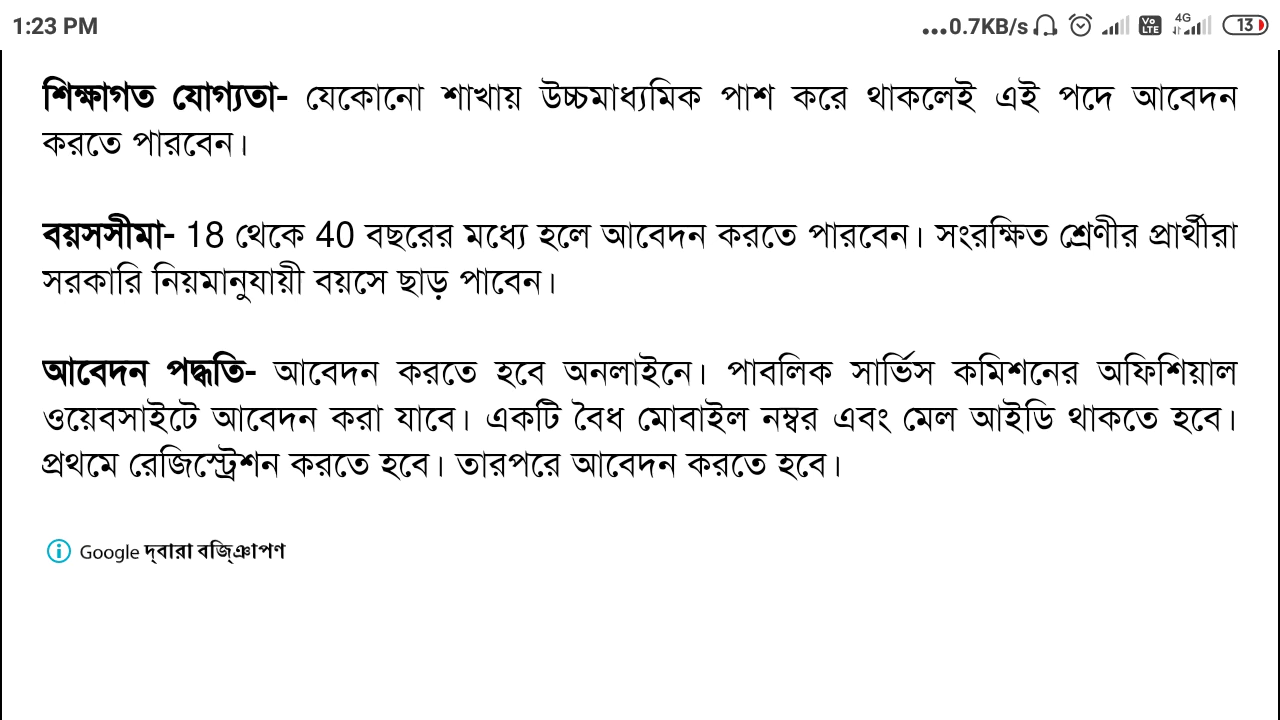 1:23 PM
...0.7KB/s Vo LTE 4G 13
শিক্ষাগত যোগ্যতা- যেকোনো শাখায় উচ্চমাধ্যমিক পাশ করে থাকলেই এই পদে আবেদন
করতে পারবেন।
বয়সসীমা- 18 থেকে 40 বছরের মধ্যে হলে আবেদন করতে পারবেন। সংরক্ষিত শ্রেণীর প্রার্থীরা
সরকারি নিয়মানুযায়ী বয়সে ছাড় পাবেন।
আবেদন পদ্ধতি- আবেদন করতে হবে অনলাইনে। পাবলিক সার্ভিস কমিশনের অফিশিয়াল
ওয়েবসাইটে আবেদন করা যাবে। একটি বৈধ মোবাইল নম্বর এবং মেল আইডি থাকতে হবে।
প্রথমে রেজিস্ট্রেশন করতে হবে। তারপরে আবেদন করতে হবে।
Google দ্‌বারা বজ্‌িঞাপণ